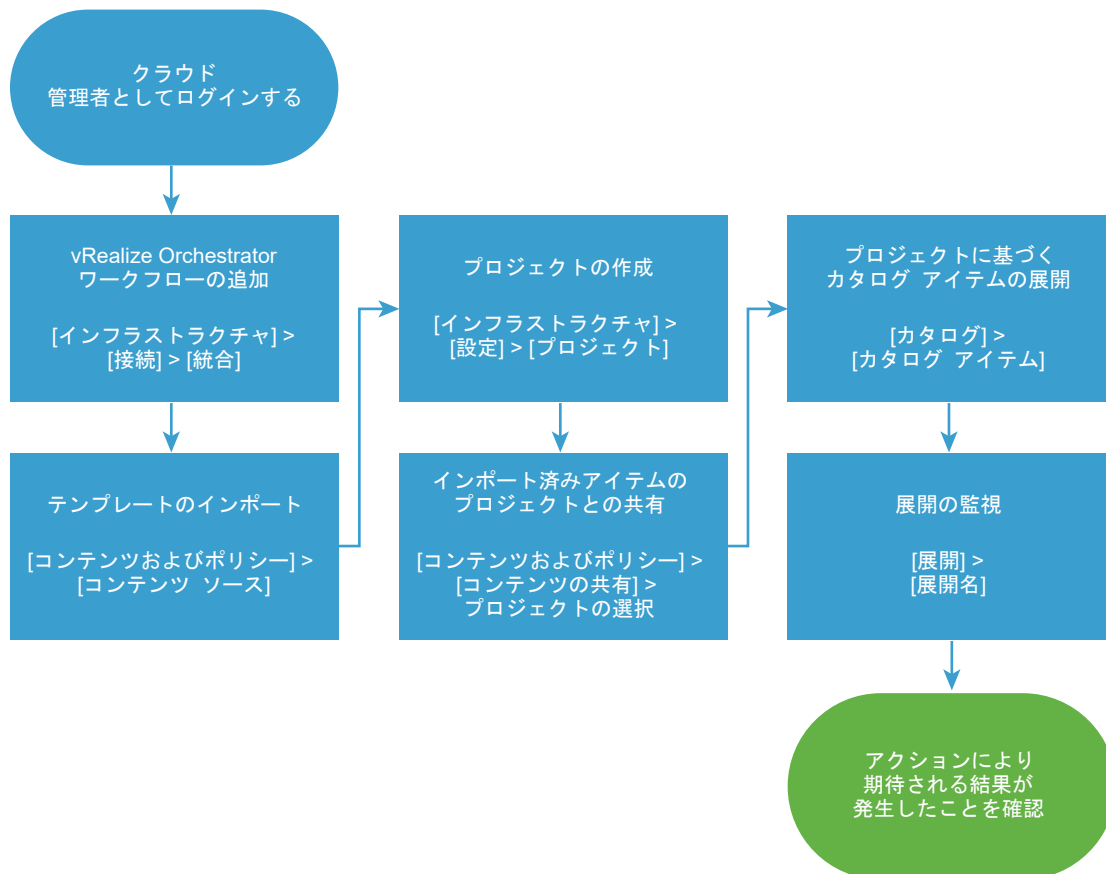 クラウド
管理者としてログインする
vRealize Orchestrator
ワークフローの追加
[インフラストラクチャ] >
[接続] > [統合]
テンプレートのインポート
[コンテンツおよびポリシー] >
[コンテンツ ソース]
プロジェクトの作成
[インフラストラクチャ] >
[設定] > [プロジェクト]
インポート済みアイテムの
プロジェクトとの共有
[コンテンツおよびポリシー] >
[コンテンツの共有] >
プロジェクトの選択
プロジェクトに基づく
カタログ アイテムの展開
[カタログ] >
[カタログ アイテム]
展開の監視
[展開] >
[展開名]
アクションにより
期待される結果が
発生したことを確認